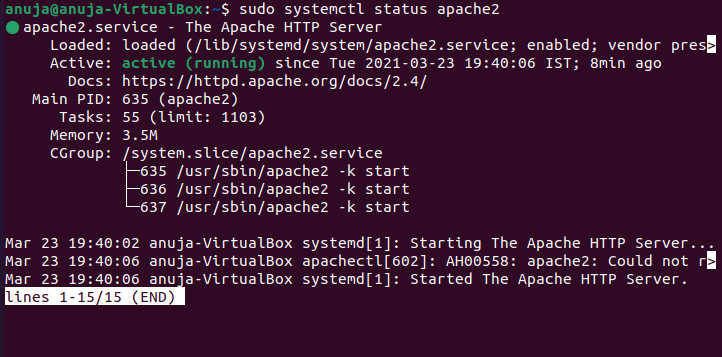 anuja@anuja-VirtualBox:~$ sudo systemctl status apache2
● apache2.service - The Apache HTTP Server
     Loaded: loaded (/lib/systemd/system/apache2.service; enabled; vendor pres>
     Active: active (running) since Tue 2021-03-23 19:40:06 IST; 8min ago
       Docs: https://httpd.apache.org/docs/2.4/
   Main PID: 635 (apache2)
      Tasks: 55 (limit: 1103)
     Memory: 3.5M
     CGroup: /system.slice/apache2.service
             ├─635 /usr/sbin/apache2 -k start
             ├─636 /usr/sbin/apache2 -k start
             └─637 /usr/sbin/apache2 -k start

Mar 23 19:40:02 anuja-VirtualBox systemd[1]: Starting The Apache HTTP Server...
Mar 23 19:40:06 anuja-VirtualBox apachectl[602]: AH00558: apache2: Could not r>
Mar 23 19:40:06 anuja-VirtualBox systemd[1]: Started The Apache HTTP Server.
lines 1-15/15 (END)